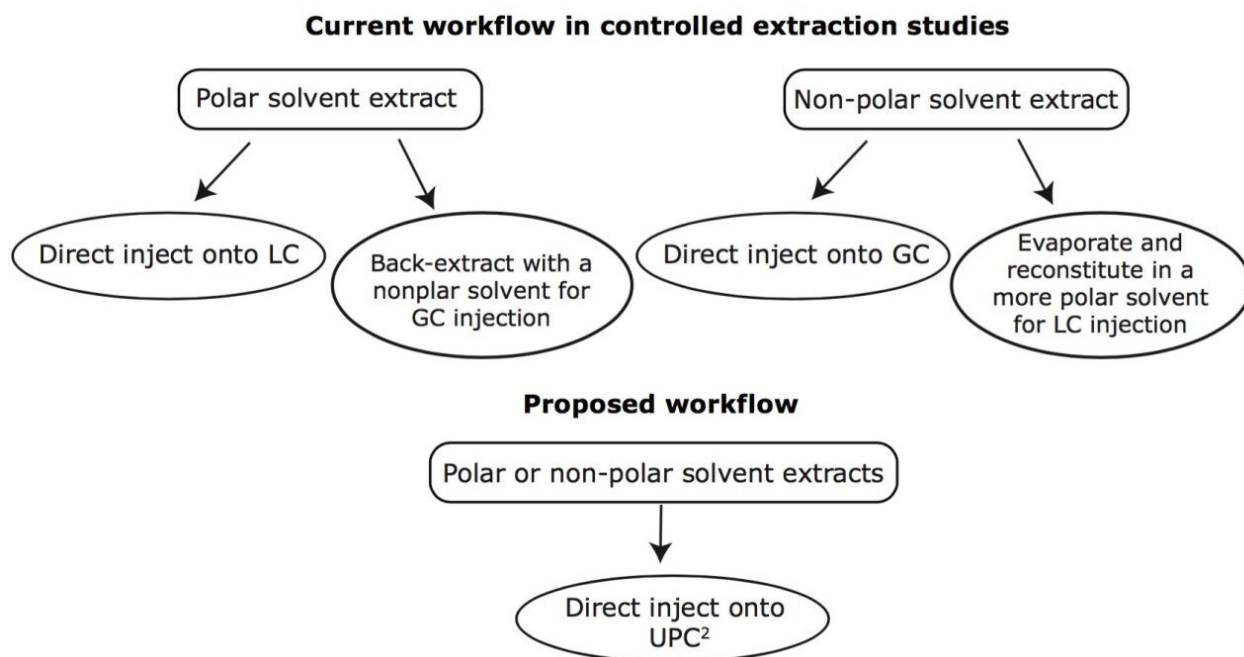 Current workflow in controlled extraction studies
Polar solvent extract
Non-polar solvent extract
Direct inject onto LC
Back-extract with a
nonplar solvent for
GC injection
Direct inject onto GC
Evaporate and
reconstitute in a
more polar solvent
for LC injection
Proposed workflow
Polar or non-polar solvent extracts
Direct inject onto
UPC²